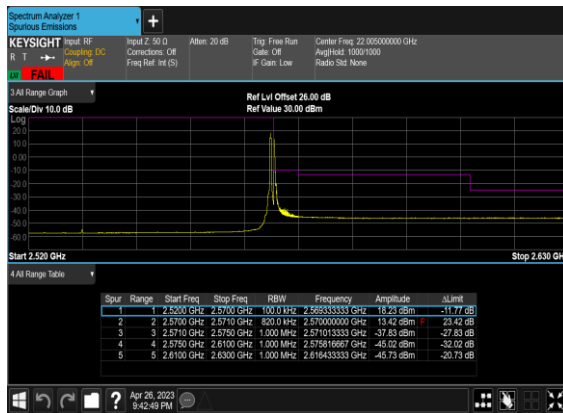 Spectrum Analyzer 1
Spurious Emissions
+
KEYSIGHT Input: RF Input Z: 50 Ω Atten: 20 dB Trig: Free Run Center Freq: 22.005000000 GHz
R T Coupling: DC Corrections: Off Gate: Off Avg|Hold: 1000/1000
Align: Off Freq Ref: Int (S) IF Gain: Low Radio Std: None
FAIL
3 All Range Graph
Ref Lvl Offset 26.00 dB
Scale/Div 10.0 dB Ref Value 30.00 dBm
Log
20.0
10.0
0.00
-10.0
-20.0
-30.0
-40.0
-50.0
-60.0
Start 2.520 GHz Stop 2.630 GH
4 All Range Table
Spur Range Start Freq Stop Freq RBW Frequency Amplitude ΔLimit
1 1 2.5200 GHz 2.5700 GHz 100.0 kHz 2.569333333 GHz 18.23 dBm -11.77 dB
2 2 2.5700 GHz 2.5710 GHz 820.0 kHz 2.570000000 GHz 13.42 dBm F 23.42 dB
3 3 2.5710 GHz 2.5750 GHz 1.000 MHz 2.571013333 GHz -37.83 dBm -27.83 dB
4 4 2.5750 GHz 2.6100 GHz 1.000 MHz 2.575816667 GHz -45.02 dBm -32.02 dB
5 5 2.6100 GHz 2.6300 GHz 1.000 MHz 2.616433333 GHz -45.73 dBm -20.73 dB
? Apr 26, 2023
9:42:49 PM